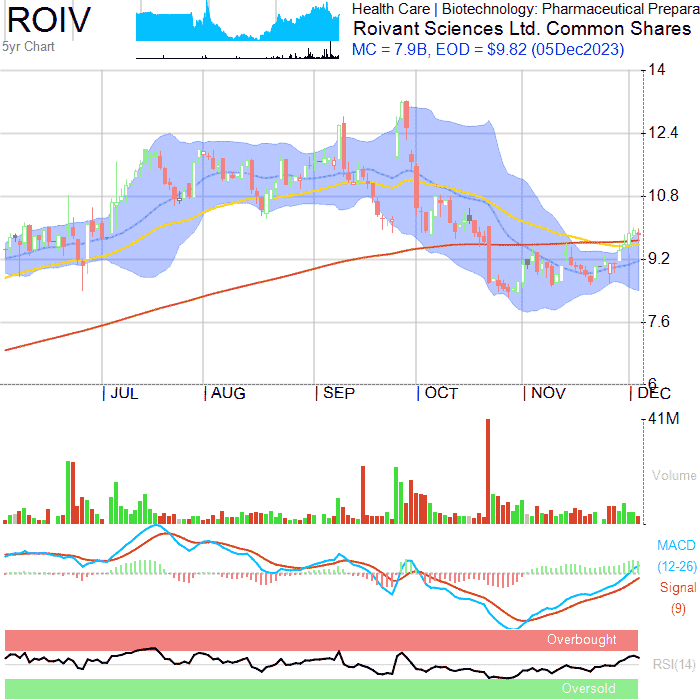 ROIV
5yr Chart
Health Care | Biotechnology: Pharmaceutical Prepara
Roivant Sciences Ltd. Common Shares
MC = 7.9B, EOD = $9.82 (05Dec2023)
14
12.4
10.8
9.2
7.6
6
JUL AUG SEP OCT NOV DEC
41M
Volume
MACD
(12-26)
Signal
(9)
Overbought
RSI(14)
Oversold